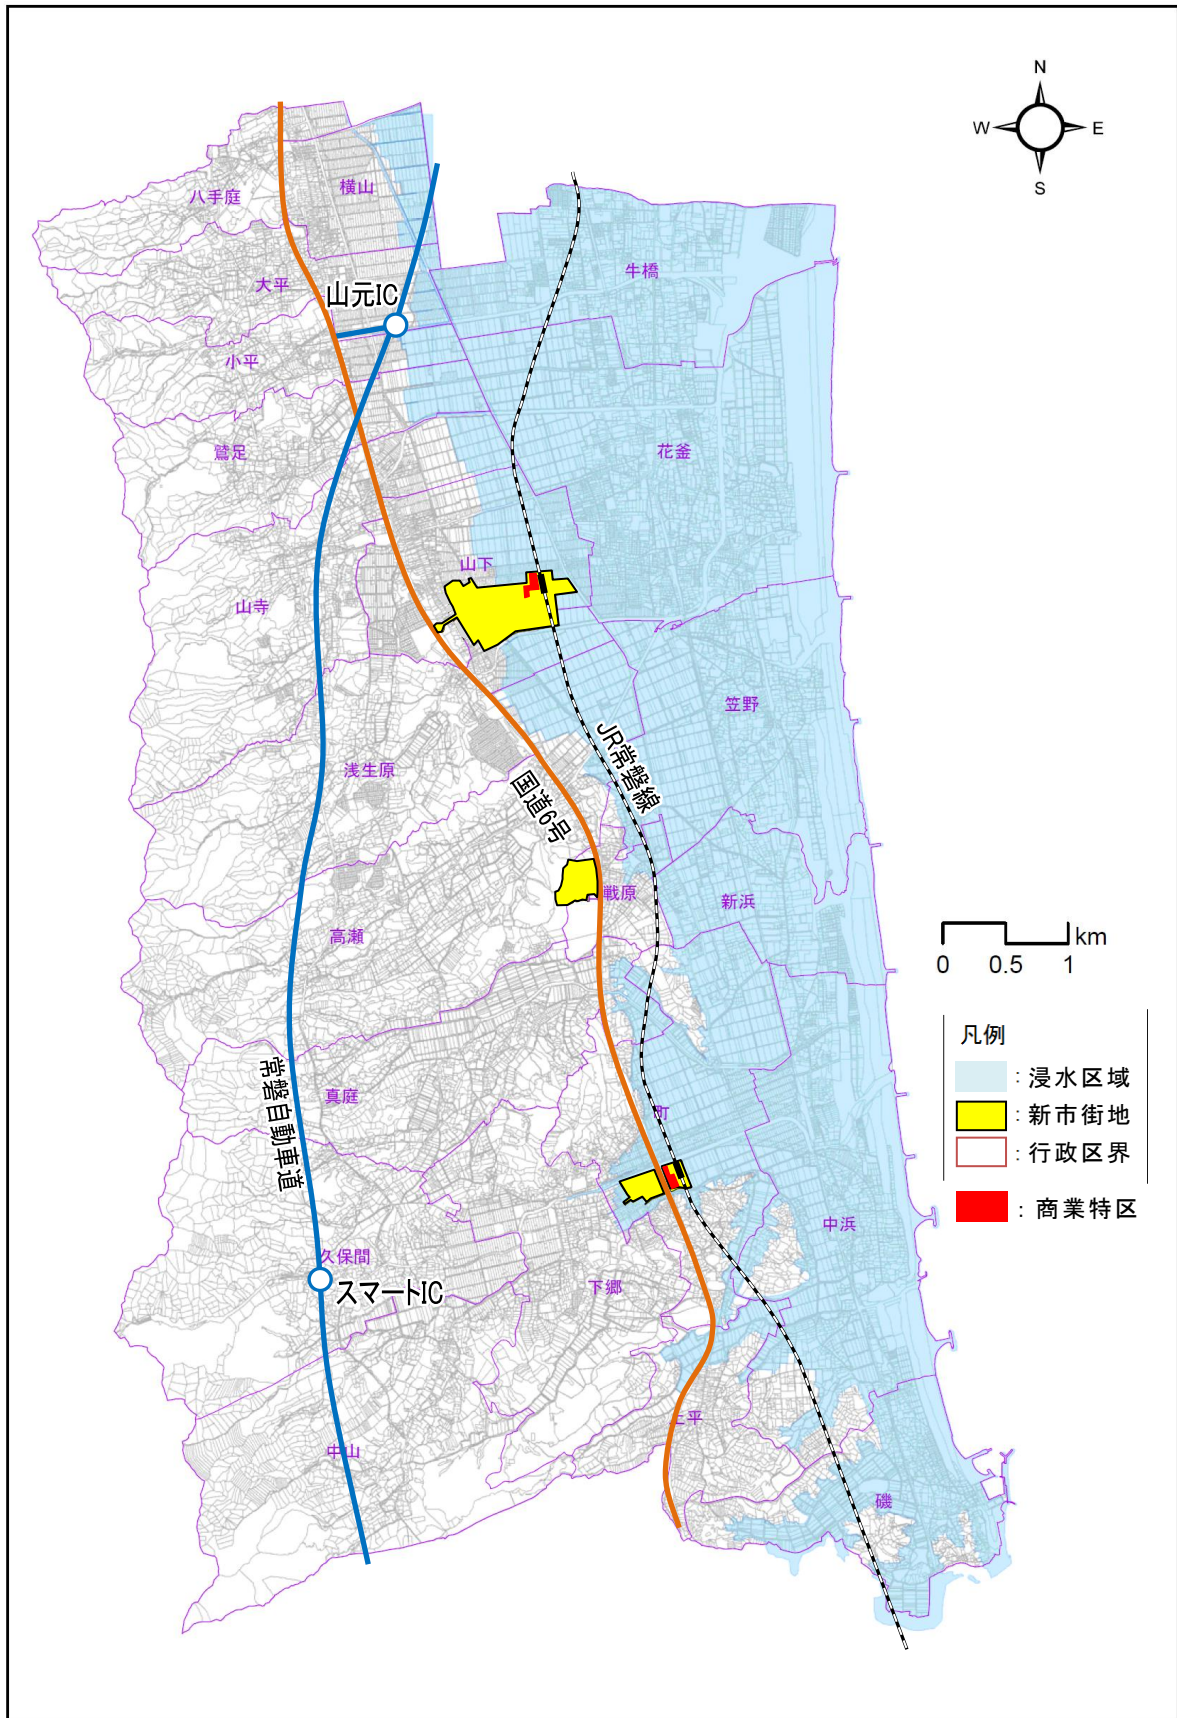 N
W
E
S
八手庭
横山
大平
山元IC
牛橋
小平
鷲足
花釜
山下
山寺
笠野
浅生原
JR常磐線
国道6号
戦原
新浜
高瀬
km
0 0.5 1
凡例
：浸水区域
：新市街地
：行政区界
：商業特区
常磐自動車道
真庭
町
中浜
久保間
スマートIC
下郷
上平
中山
磯